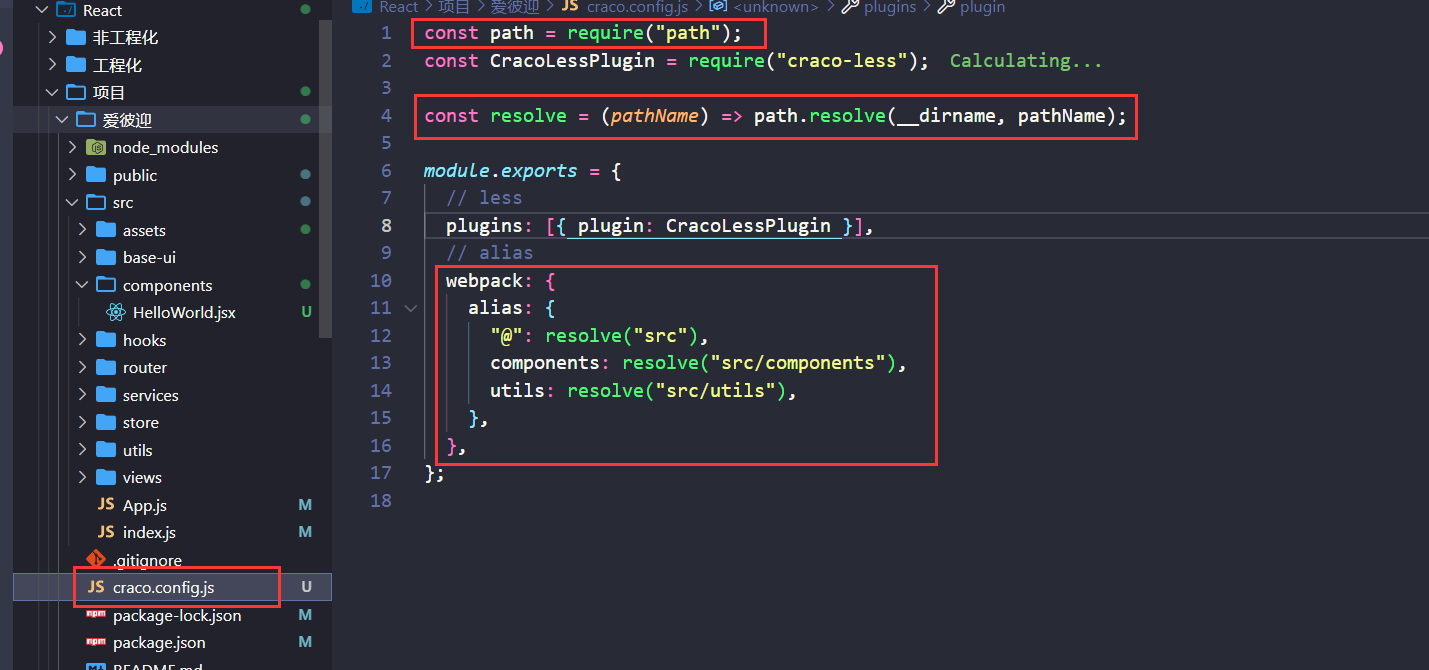 React
非工程化
工程化
项目
爱彼迎
node_modules
public
src
assets
base-ui
components
HelloWorld.jsx U
hooks
router
services
store
utils
views
JS App.js M
JS index.js M
.gitignore
JS craco.config.js U
npm package-lock.json M
npm package.json M
README.md
React > 项目 > 爱彼迎 > JS craco.config.js > <unknown> > plugins > plugin
1 const path = require("path");
2 const CracoLessPlugin = require("craco-less"); Calculating...
3
4 const resolve = (pathName) => path.resolve(__dirname, pathName);
5
6 module.exports = {
7 // less
8 plugins: [{ plugin: CracoLessPlugin }],
9 // alias
10 webpack: {
11 alias: {
12 "@": resolve("src"),
13 components: resolve("src/components"),
14 utils: resolve("src/utils"),
15 },
16 },
17 };
18